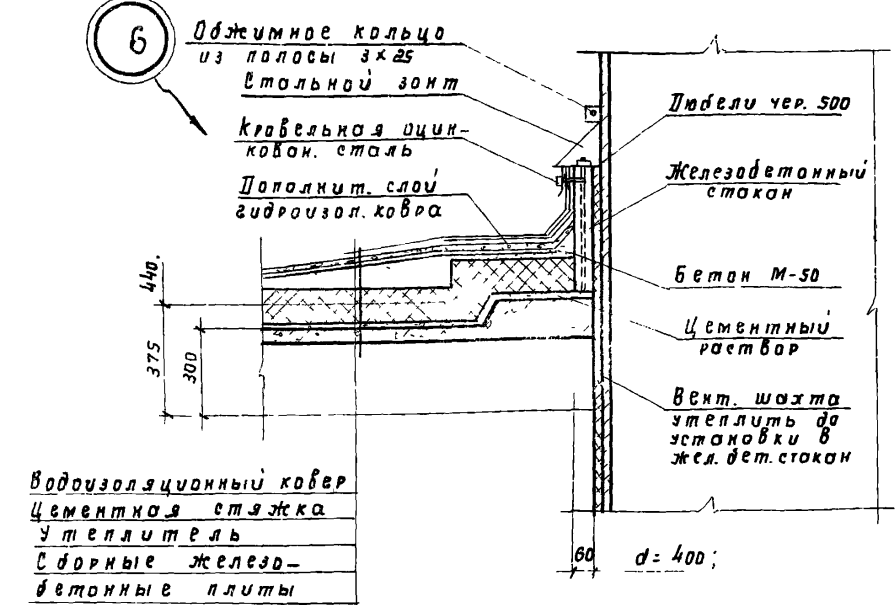 6
Обжимное кольцо
из полосы 3×25
Стальной зонт
Кровельная оцин-
кован. сталь
Дополнит. слой
гидроизол. ковра
Дюбели чер. 500
Железобетонный
стакан
Бетон М-50
Цементный
раствор
Вент. шахта
утеплить до
установки в
жел. бет. стакан
440.
375
300
Водоизоляционный ковер
Цементная стяжка
Утеплитель
Сборные железо-
бетонные плиты
60
d = 400;